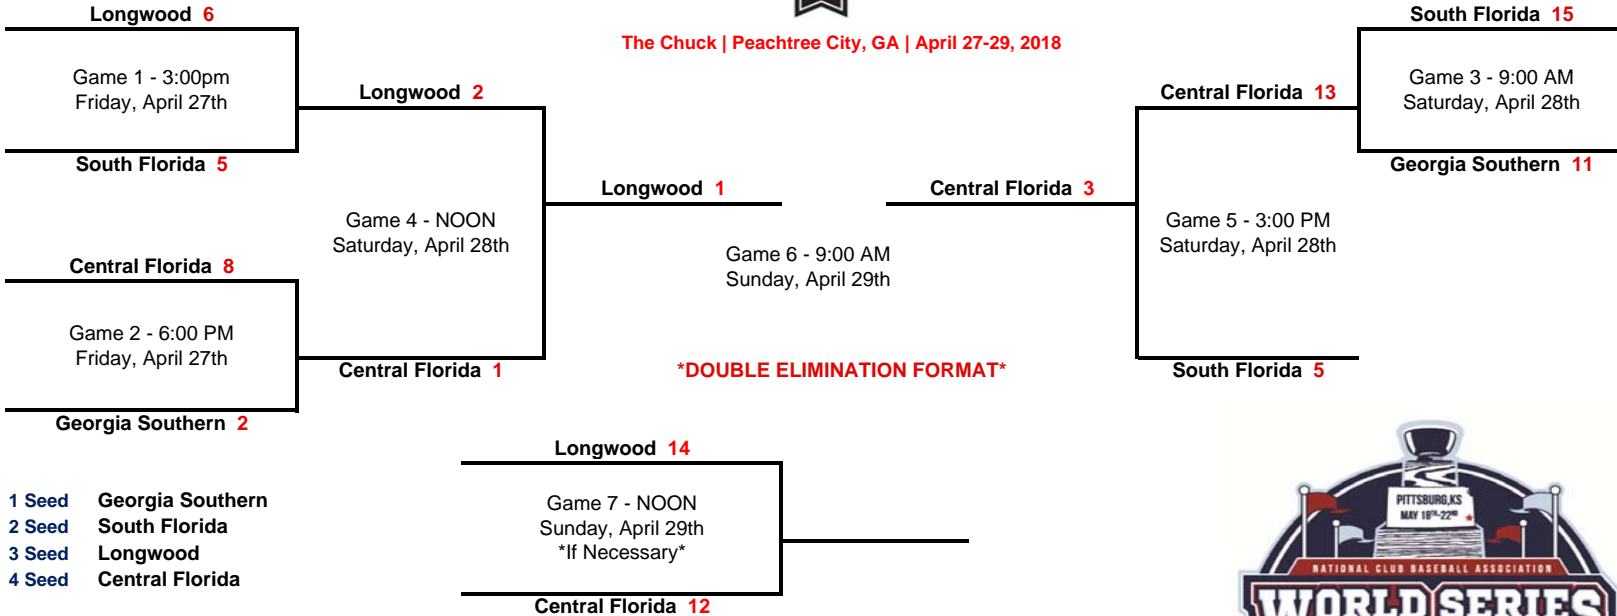 Longwood 6
South Florida 15
The Chuck | Peachtree City, GA | April 27-29, 2018
Game 1 - 3:00pm
Friday, April 27th
Longwood 2
Central Florida 13
Game 3 - 9:00 AM
Saturday, April 28th
South Florida 5
Georgia Southern 11
Longwood 1
Central Florida 3
Game 4 - NOON
Saturday, April 28th
Game 5 - 3:00 PM
Saturday, April 28th
Game 6 - 9:00 AM
Sunday, April 29th
Central Florida 8
Game 2 - 6:00 PM
Friday, April 27th
Central Florida 1
*DOUBLE ELIMINATION FORMAT*
South Florida 5
Georgia Southern 2
Longwood 14
Game 7 - NOON
Sunday, April 29th
*If Necessary*
Central Florida 12
1 Seed Georgia Southern
2 Seed South Florida
3 Seed Longwood
4 Seed Central Florida
PITTSBURG,KS
MAY 18TH-22ND
NATIONAL CLUB BASEBALL ASSOCIATION
WORLD SERIES